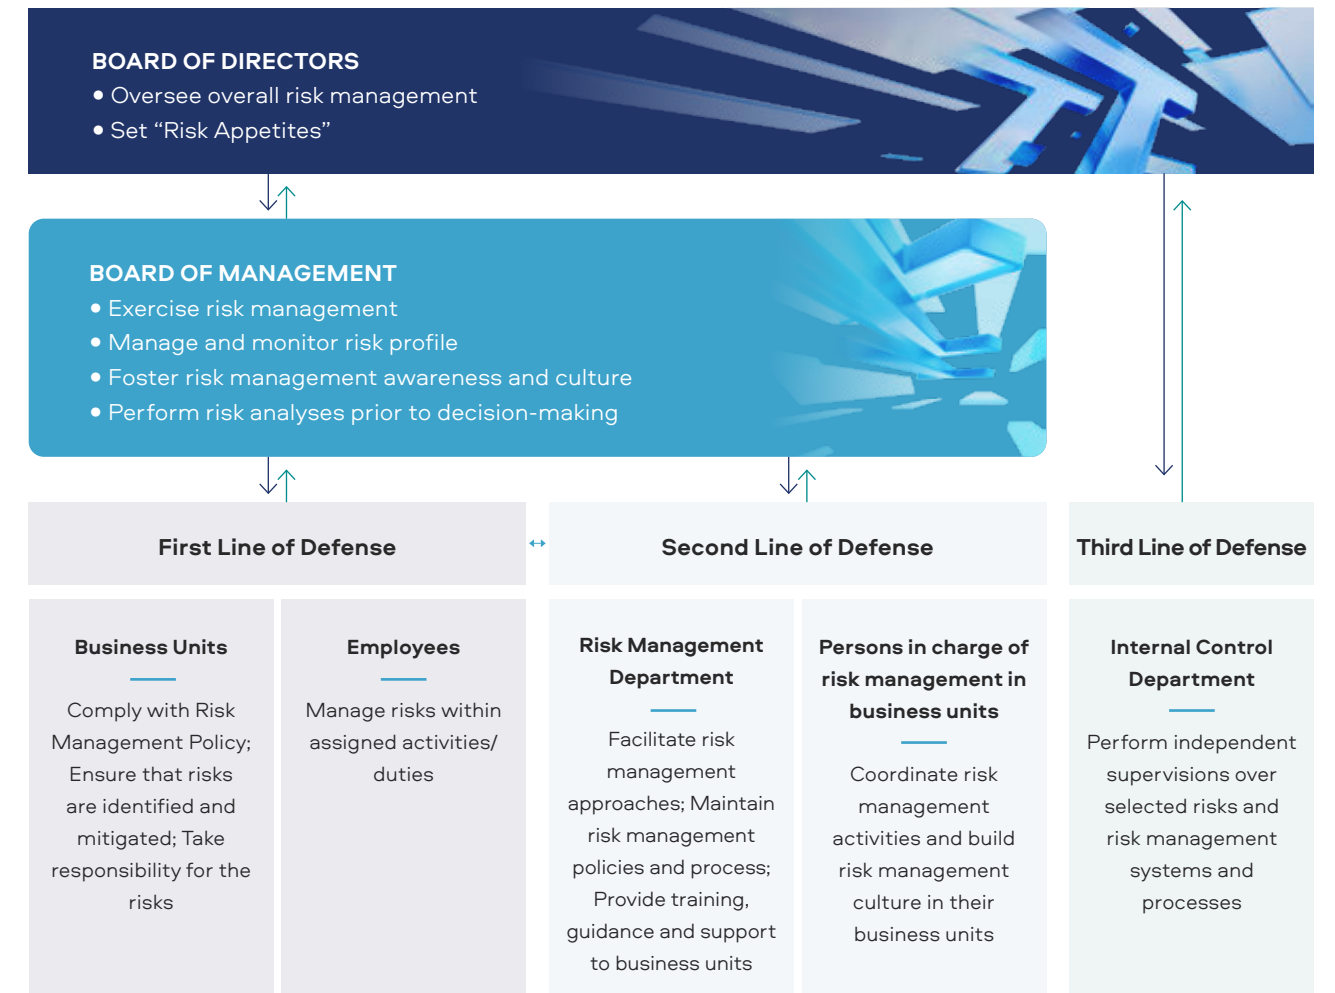 BOARD OF DIRECTORS
• Oversee overall risk management
• Set “Risk Appetites”
BOARD OF MANAGEMENT
• Exercise risk management
• Manage and monitor risk profile
• Foster risk management awareness and culture
• Perform risk analyses prior to decision-making
First Line of Defense
Second Line of Defense
Third Line of Defense
Business Units
Comply with Risk
Management Policy;
Ensure that risks
are identified and
mitigated; Take
responsibility for the
risks
Employees
Manage risks within
assigned activities/
duties
Risk Management
Department
Facilitate risk
management
approaches; Maintain
risk management
policies and process;
Provide training,
guidance and support
to business units
Persons in charge of
risk management in
business units
Coordinate risk
management
activities and build
risk management
culture in their
business units
Internal Control
Department
Perform independent
supervisions over
selected risks and
risk management
systems and
processes